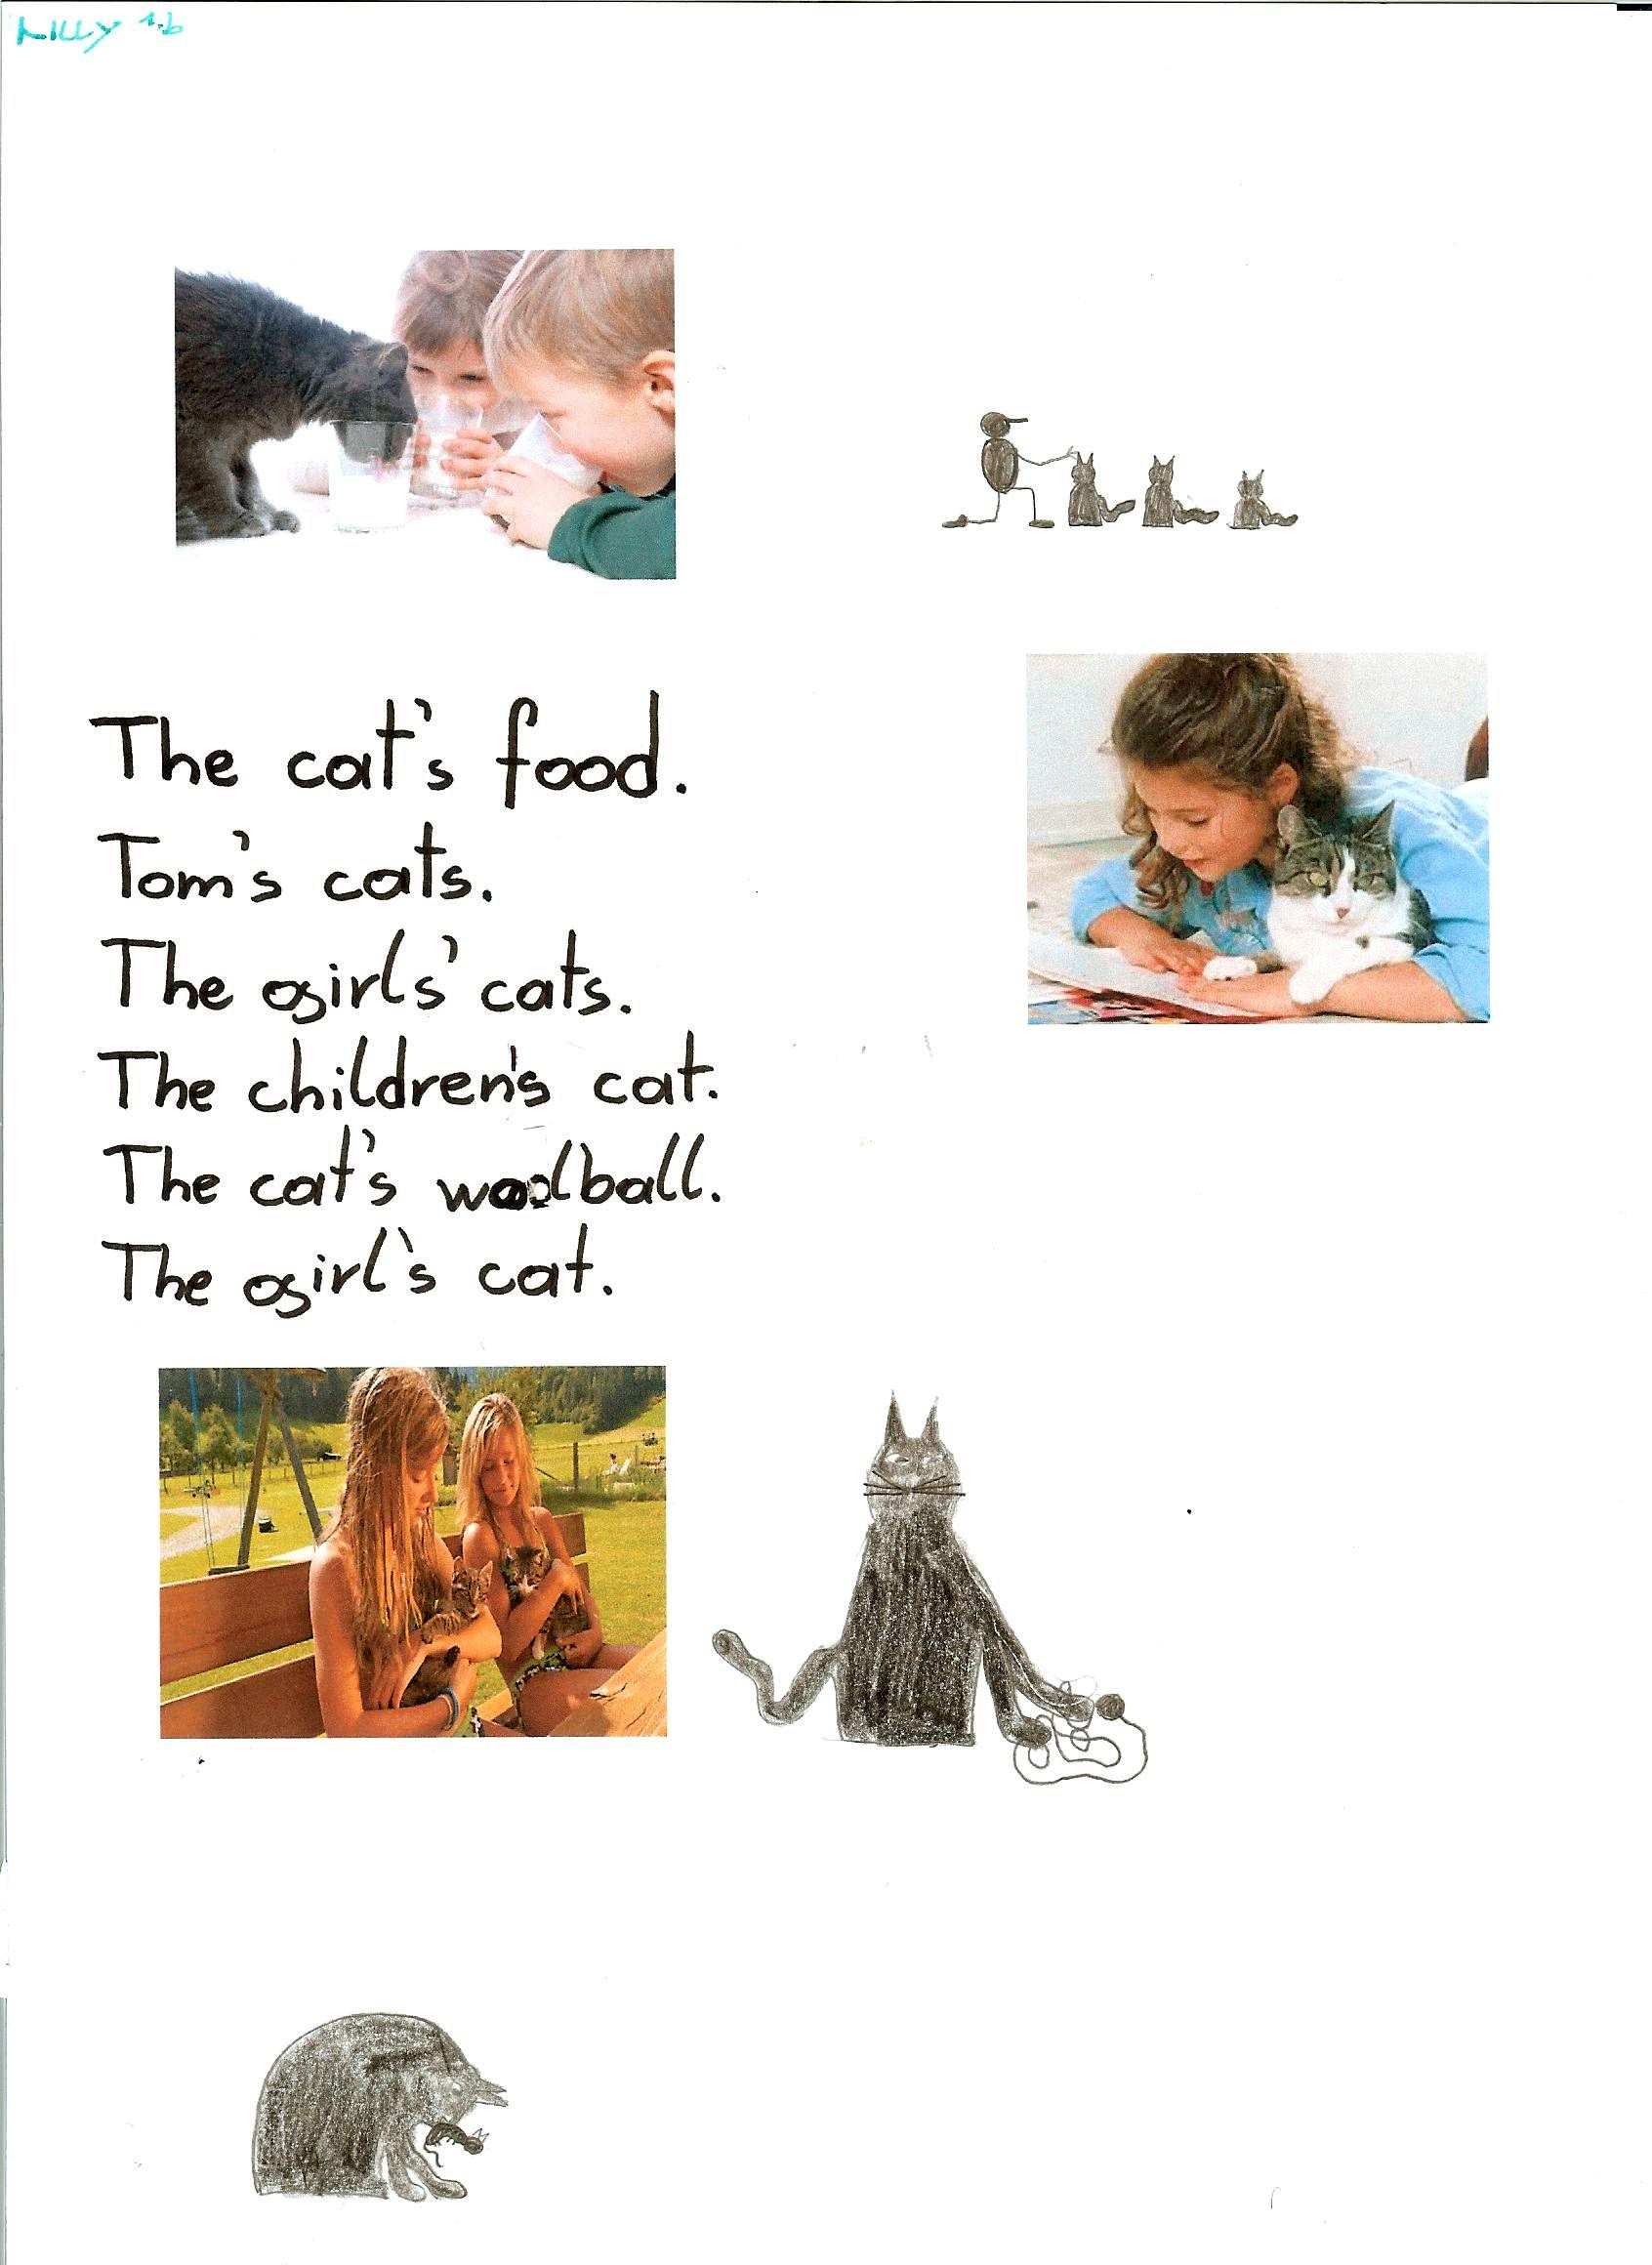 LILLY 1.b
The cat's food.
Tom's cats.
The girls' cats.
The children's cat.
The cat's woolball.
The girl's cat.